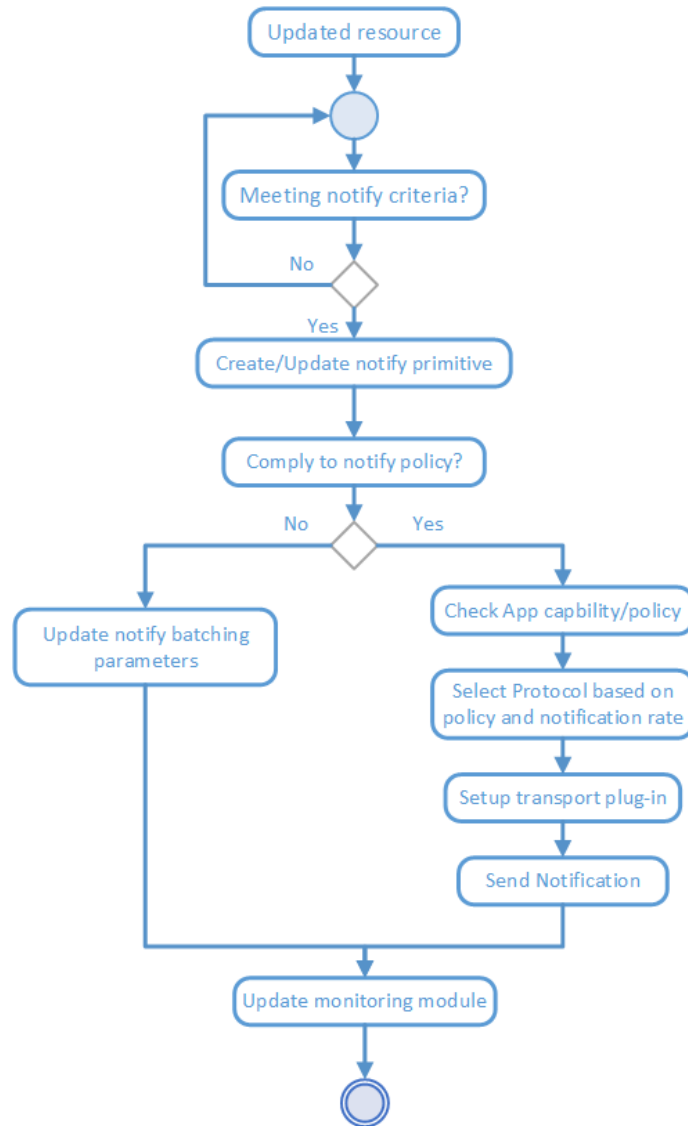 Updated resource
Meeting notify criteria?
No
Yes
Create/Update notify primitive
Comply to notify policy?
No
Yes
Update notify batching
parameters
Check App capbility/policy
Select Protocol based on
policy and notification rate
Setup transport plug-in
Send Notification
Update monitoring module